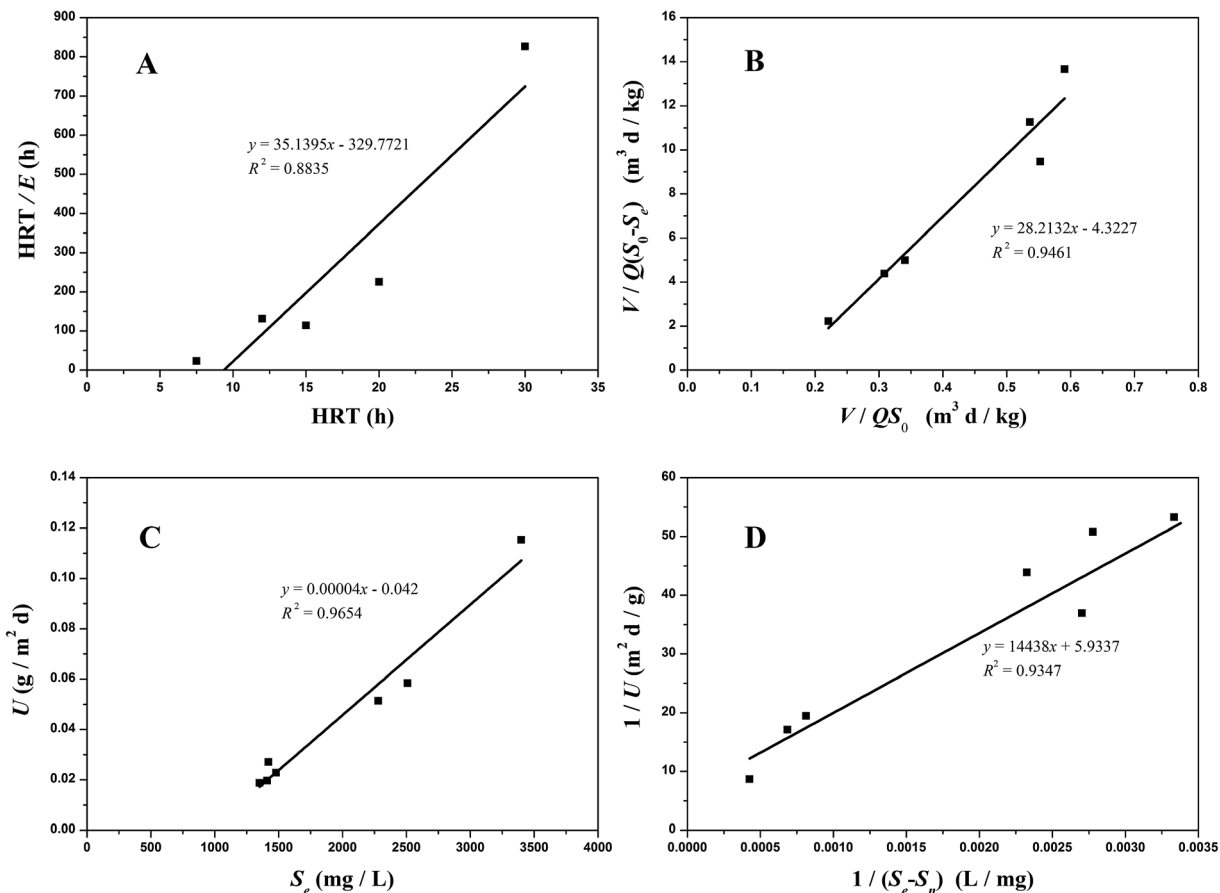 A
HRT / E (h)
900
800
700
600
500
400
300
200
100
0
y = 35.1395x - 329.7721
R² = 0.8835
0 5 10 15 20 25 30 35
HRT (h)
B
V / Q(S₀-Sₑ) (m³ d / kg)
16
14
12
10
8
6
4
2
0
y = 28.2132x - 4.3227
R² = 0.9461
0.0 0.1 0.2 0.3 0.4 0.5 0.6 0.7 0.8
V / QS₀ (m³ d / kg)
C
U (g / m² d)
0.14
0.12
0.10
0.08
0.06
0.04
0.02
0.00
y = 0.00004x - 0.042
R² = 0.9654
0 500 1000 1500 2000 2500 3000 3500 4000
Sₑ (mg / L)
D
1 / U (m² d / g)
60
50
40
30
20
10
0
y = 14438x + 5.9337
R² = 0.9347
0.0000 0.0005 0.0010 0.0015 0.0020 0.0025 0.0030 0.0035
1 / (Sₑ-Sₙ) (L / mg)